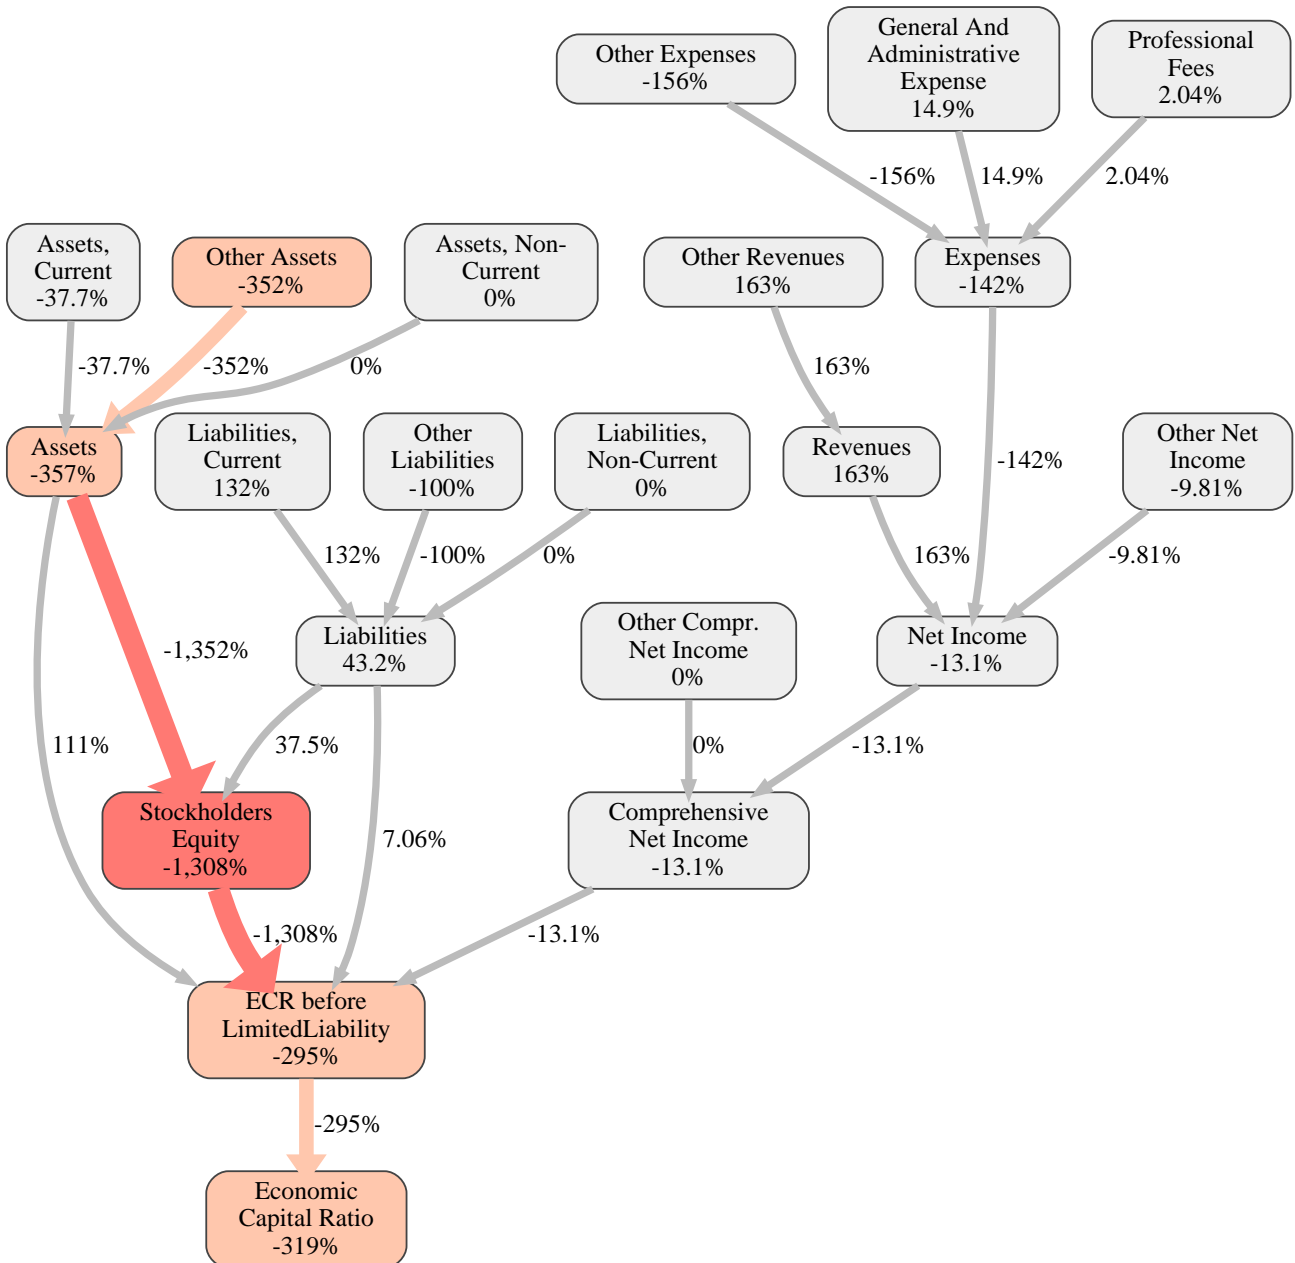 Other Expenses
-156%
General And
Administrative
Expense
14.9%
Professional
Fees
2.04%
-156%
14.9%
2.04%
Assets,
Current
-37.7%
Other Assets
-352%
Assets, Non-
Current
0%
Other Revenues
163%
Expenses
-142%
-37.7%
-352%
0%
163%
Assets
-357%
Liabilities,
Current
132%
Other
Liabilities
-100%
Liabilities,
Non-Current
0%
Revenues
163%
-142%
Other Net
Income
-9.81%
132%
-100%
0%
163%
-9.81%
-1,352%
Liabilities
43.2%
Other Compr.
Net Income
0%
Net Income
-13.1%
111%
37.5%
0%
-13.1%
Stockholders
Equity
-1,308%
7.06%
Comprehensive
Net Income
-13.1%
-1,308%
-13.1%
ECR before
LimitedLiability
-295%
-295%
Economic
Capital Ratio
-319%